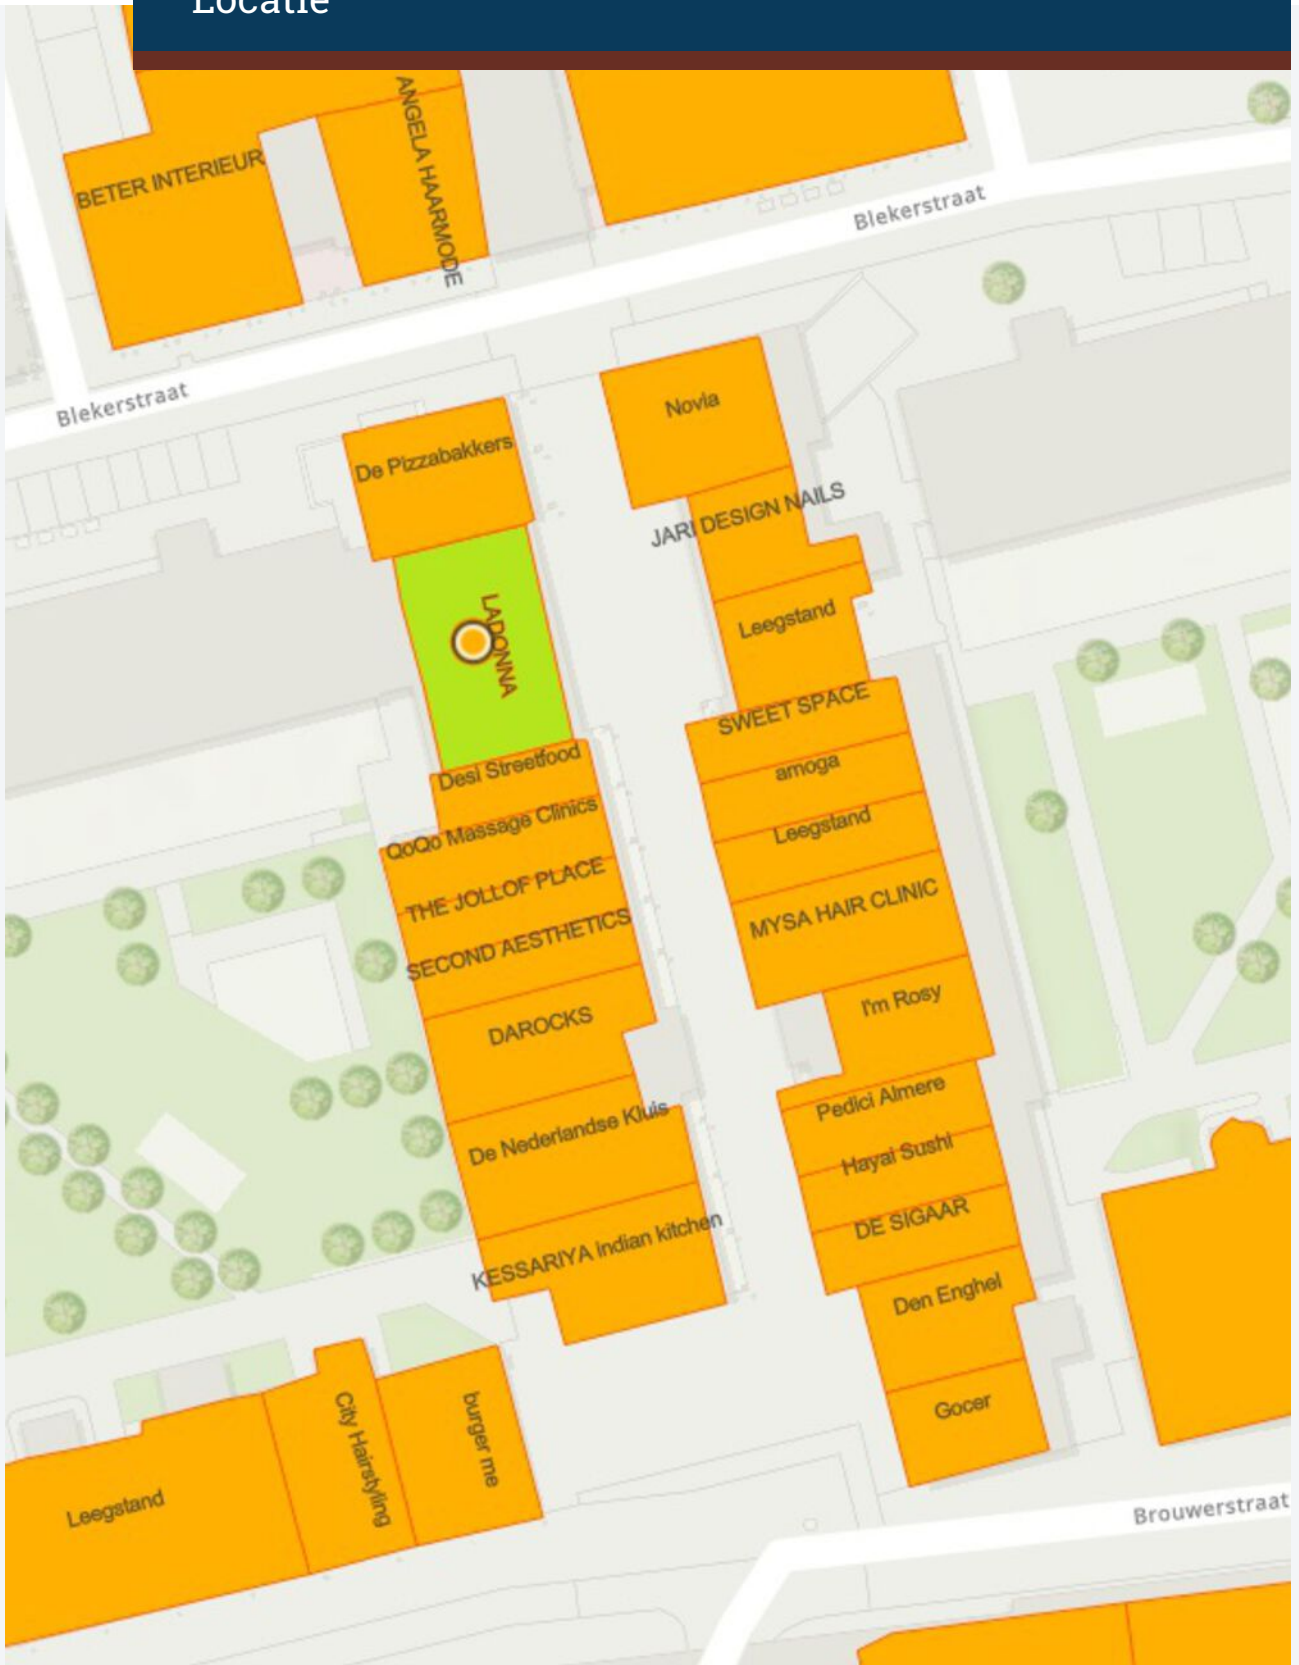 Locatie
BETER INTERIEUR
ANGELA HAARMODE
Blekerstraat
Blekerstraat
De Pizzabakkers
Novia
JARI DESIGN NAILS
LADONNA
Leegstand
SWEET SPACE
Desi Streetfood
amoga
QoQo Massage Clinics
Leegstand
THE JOLLOF PLACE
MYSA HAIR CLINIC
SECOND AESTHETICS
I'm Rosy
DAROCKS
Pedici Almere
De Nederlandse Kluis
Hayai Sushi
DE SIGAAR
KESSARIYA indian kitchen
Den Enghel
City Hairstyling
burger me
Gocer
Leegstand
Brouwerstraat